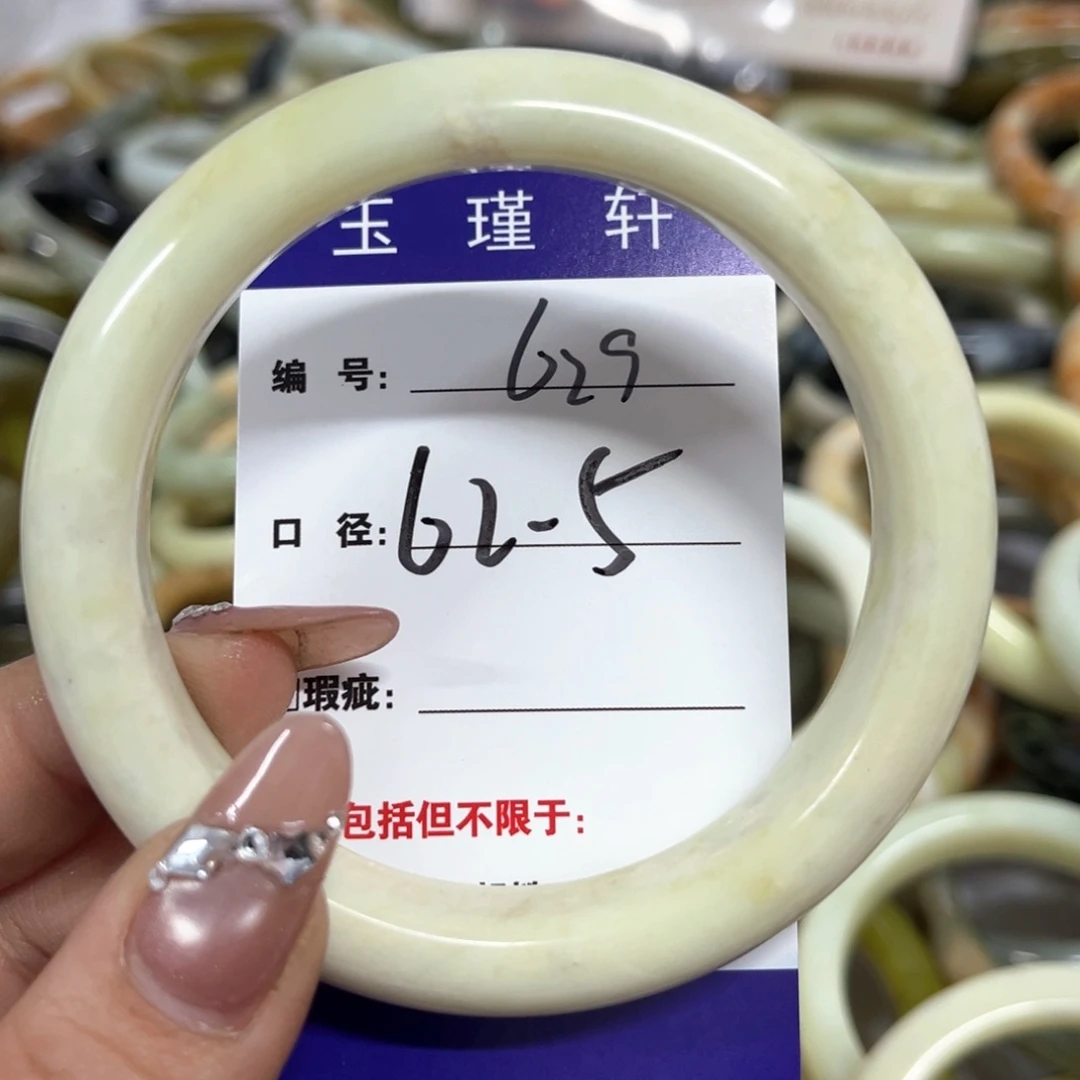 玉 瑾 轩
编 号: 629
口 径: 62-5
瑕疵:
包括但不限于: